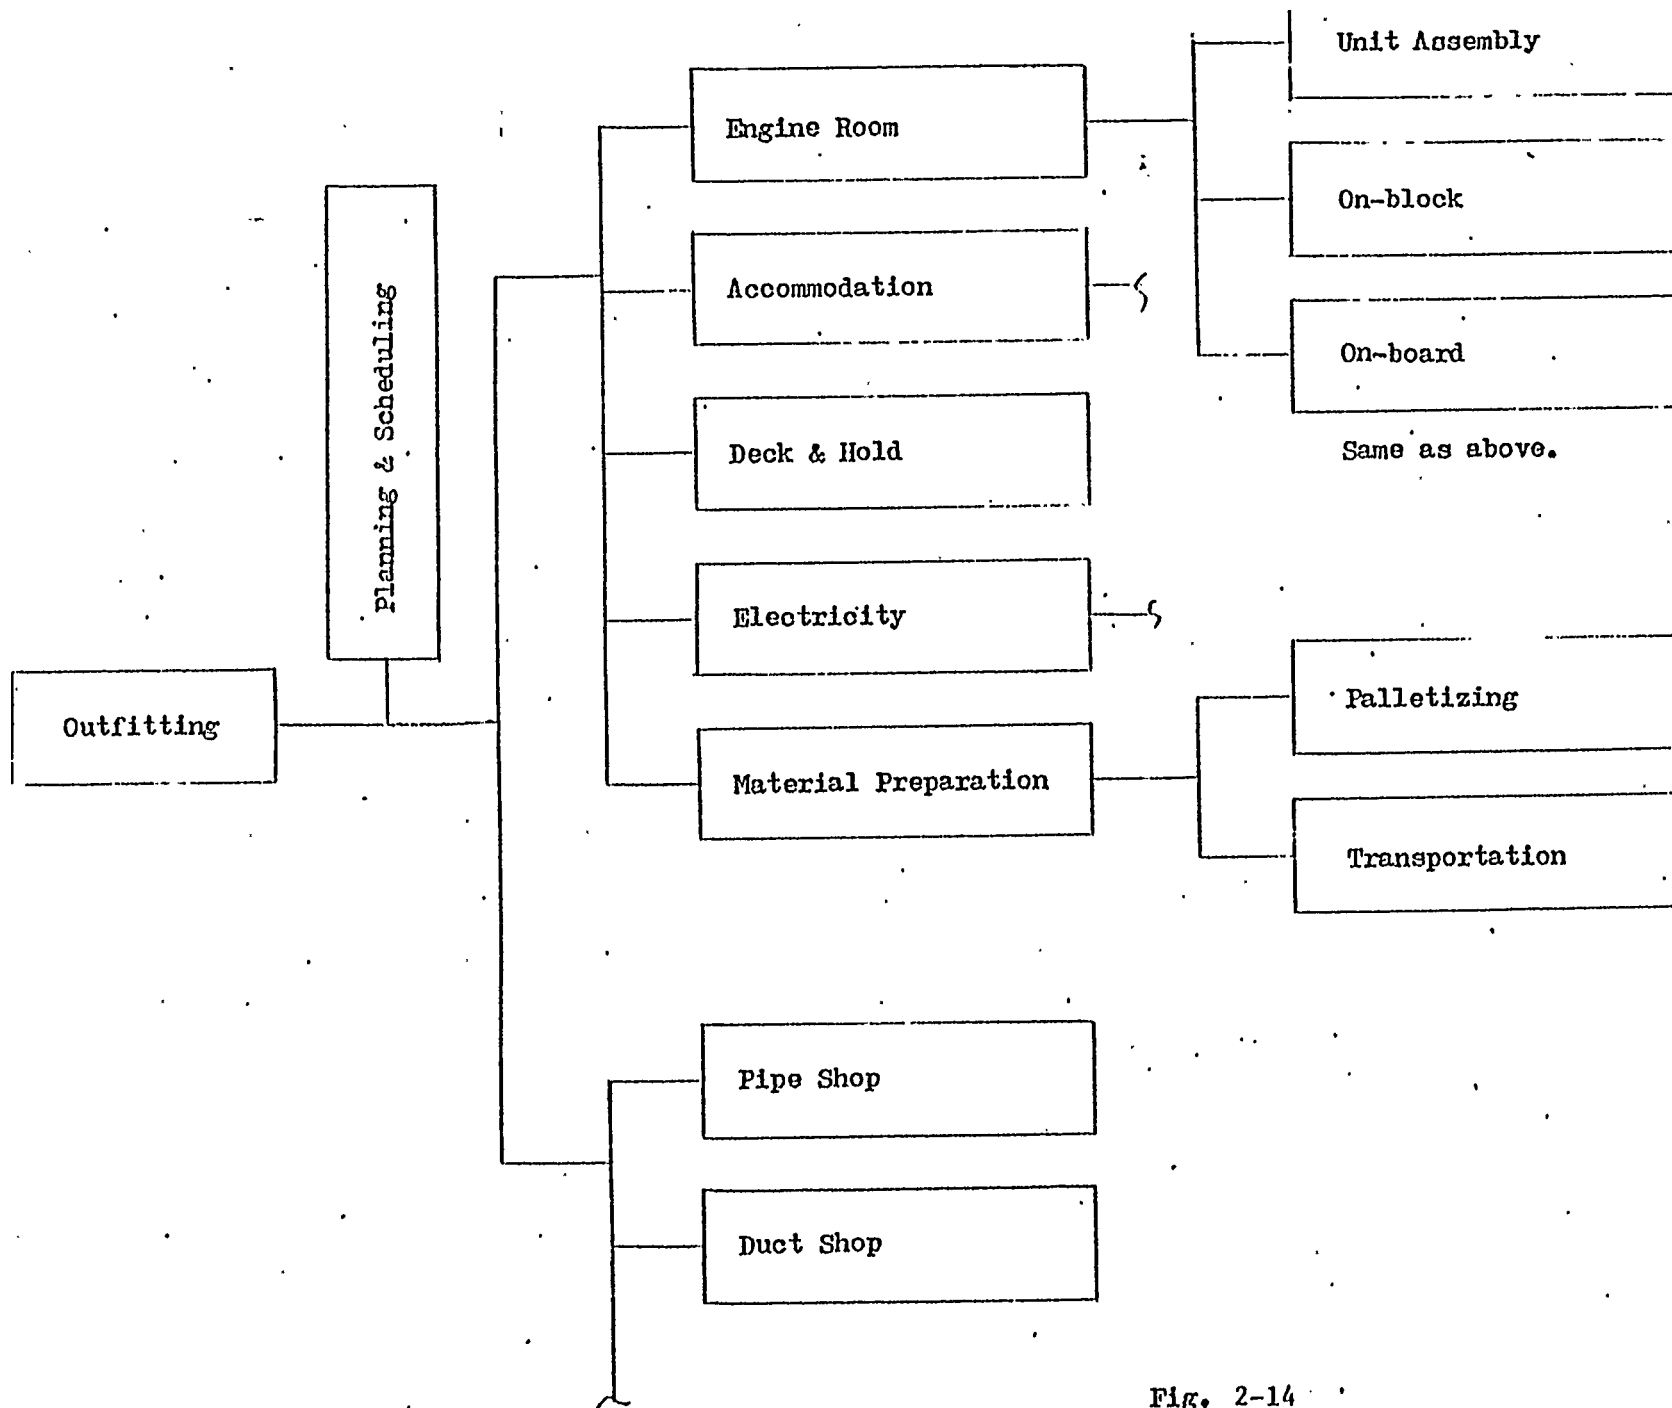 Unit Assembly
Engine Room
On-block
Planning & Scheduling
Accommodation
On-board
Deck & Hold
Same as above.
Electricity
Outfitting
Palletizing
Material Preparation
Transportation
Pipe Shop
Duct Shop
Fig. 2-14